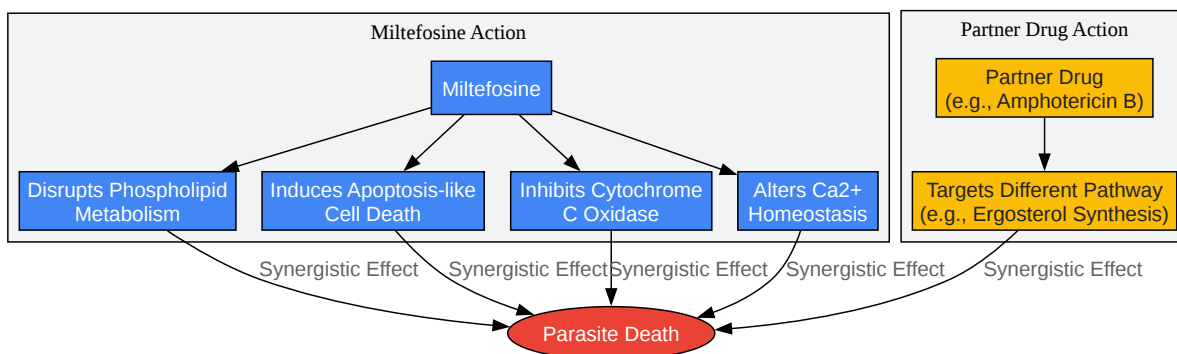 Miltefosine Action
Partner Drug Action
Miltefosine
Partner Drug
(e.g., Amphotericin B)
Disrupts Phospholipid
Metabolism
Induces Apoptosis-like
Cell Death
Inhibits Cytochrome
C Oxidase
Alters Ca2+
Homeostasis
Targets Different Pathway
(e.g., Ergosterol Synthesis)
Synergistic Effect
Synergistic Effect
Synergistic Effect
Synergistic Effect
Synergistic Effect
Parasite Death